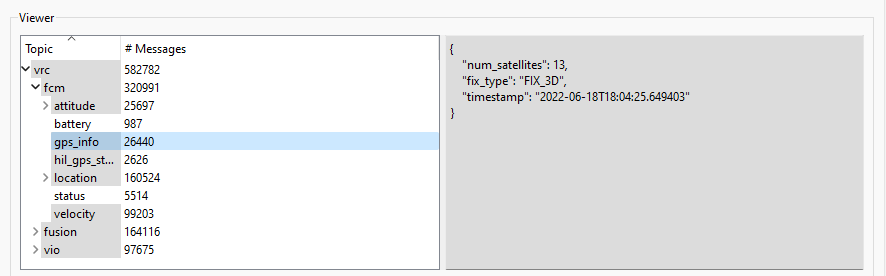 Viewer
Topic # Messages
vrc 582782
fcm 320991
attitude 25697
battery 987
gps_info 26440
hil_gps_st... 2626
location 160524
status 5514
velocity 99203
fusion 164116
vio 97675
{
"num_satellites": 13,
"fix_type": "FIX_3D",
"timestamp": "2022-06-18T18:04:25.649403"
}